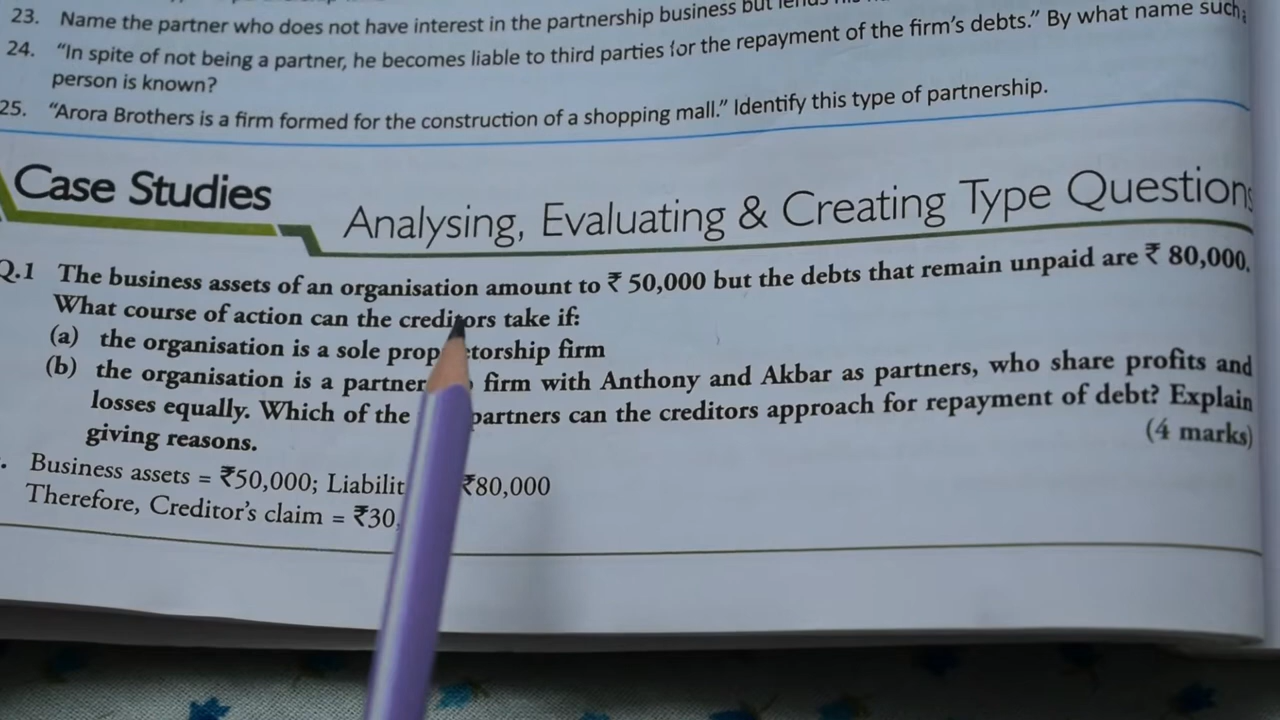 23. Name the partner who does not have interest in the partnership business but
24. “In spite of not being a partner, he becomes liable to third parties for the repayment of the firm’s debts.” By what name such
person is known?
25. “Arora Brothers is a firm formed for the construction of a shopping mall.” Identify this type of partnership.
Case Studies
Analysing, Evaluating & Creating Type Questions
Q.1 The business assets of an organisation amount to ₹ 50,000 but the debts that remain unpaid are ₹ 80,000.
What course of action can the creditors take if:
(a) the organisation is a sole proprietorship firm
(b) the organisation is a partner firm with Anthony and Akbar as partners, who share profits and
losses equally. Which of the partners can the creditors approach for repayment of debt? Explain
giving reasons.
(4 marks)
. Business assets = ₹50,000; Liabilit ₹80,000
Therefore, Creditor’s claim = ₹30,